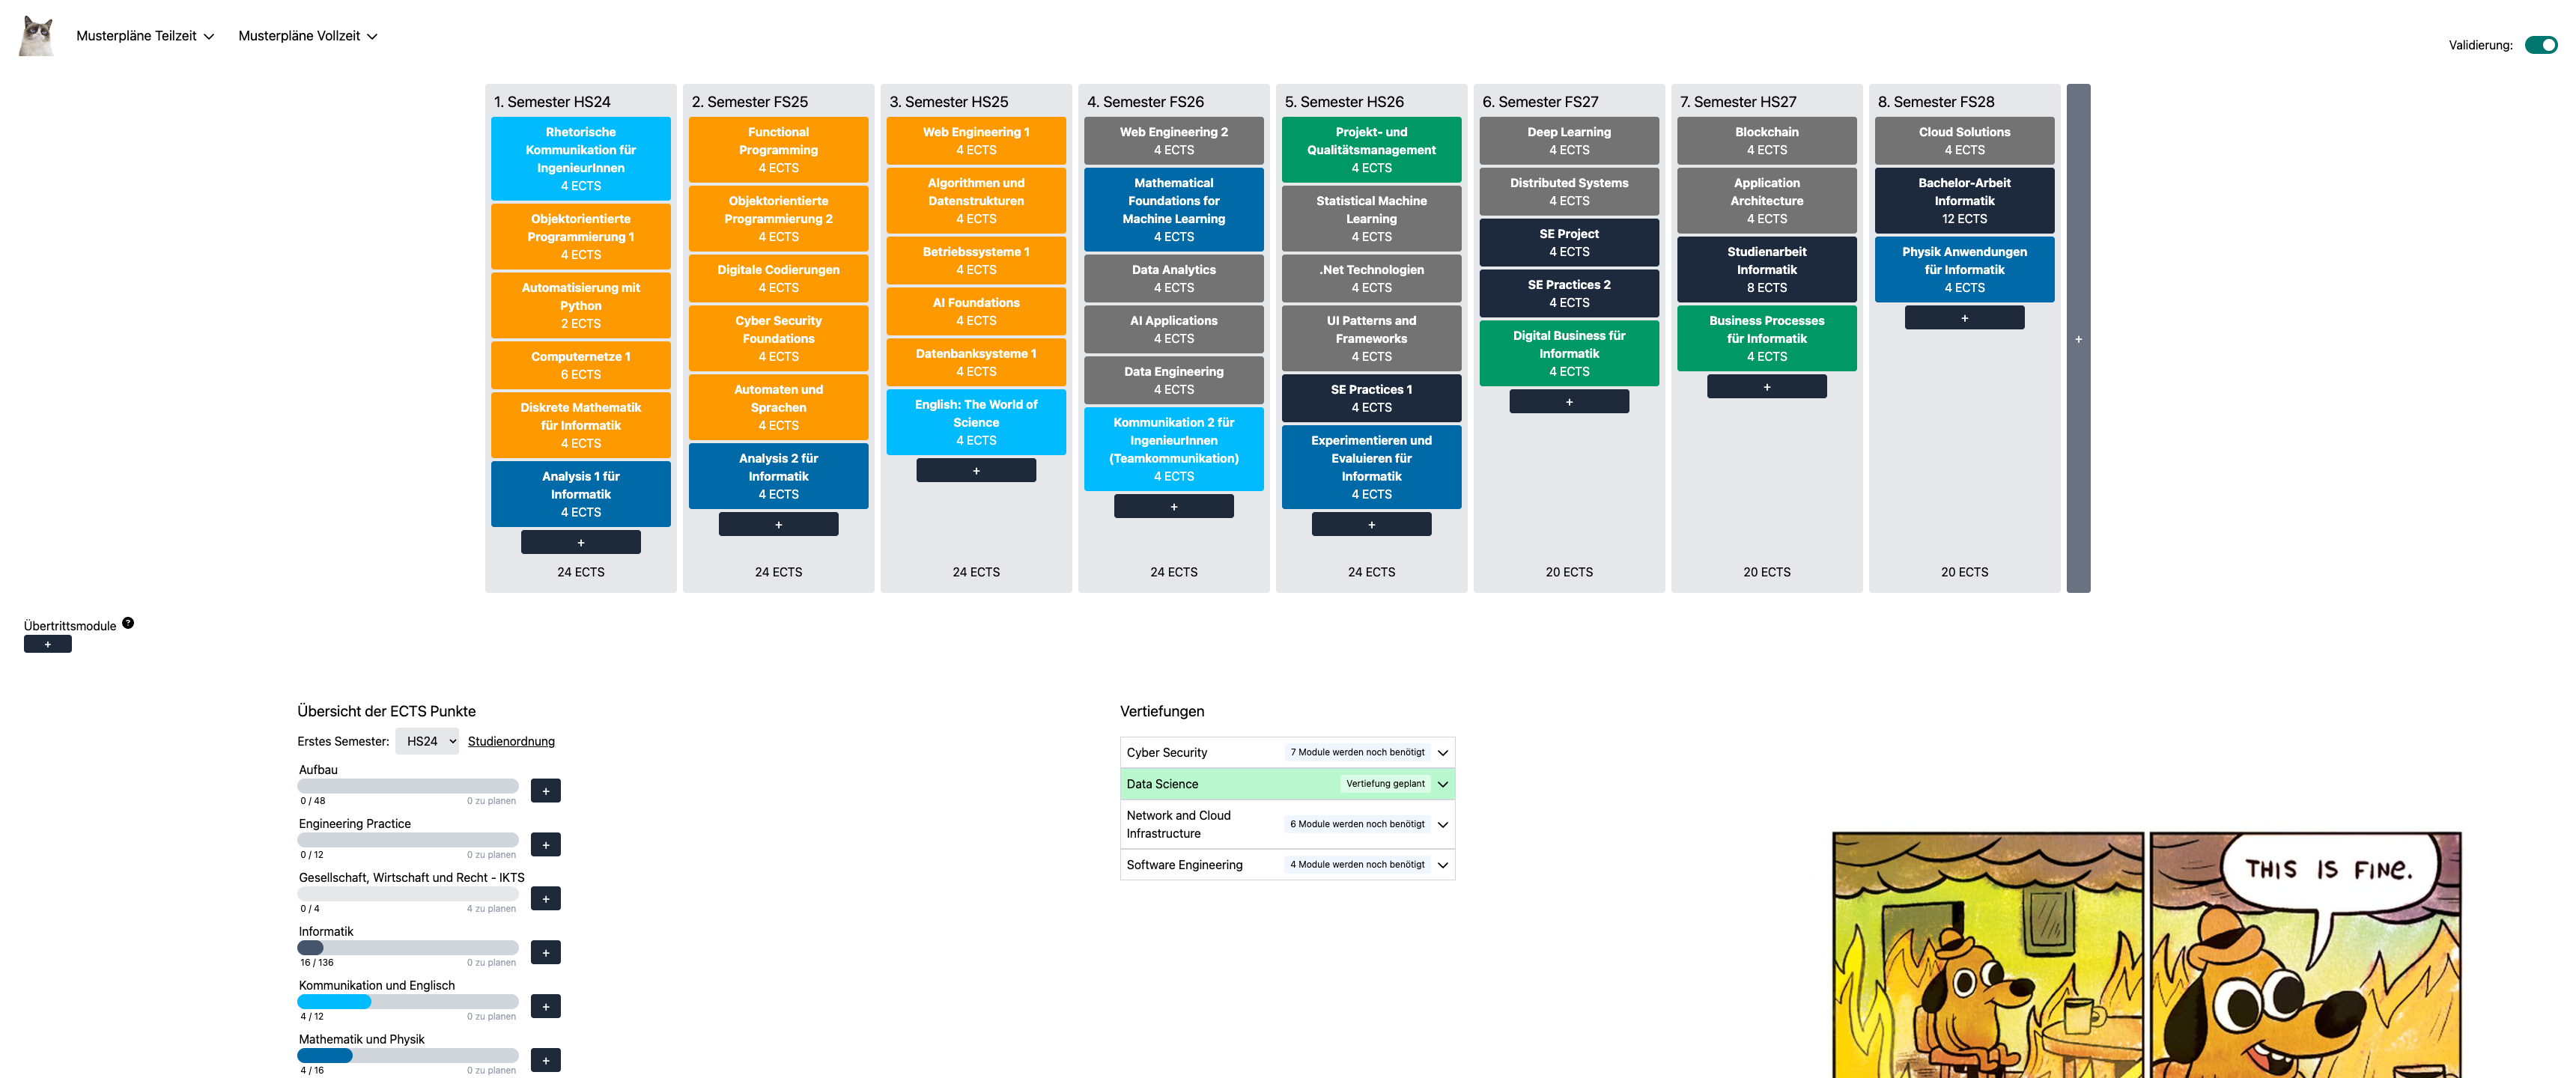 Musterpläne Teilzeit
Musterpläne Vollzeit
Validierung:
1. Semester HS24
Rhetorische
Kommunikation für
IngenieurInnen
4 ECTS
Objektorientierte
Programmierung 1
4 ECTS
Automatisierung mit
Python
2 ECTS
Computernetze 1
6 ECTS
Diskrete Mathematik
für Informatik
4 ECTS
Analysis 1 für
Informatik
4 ECTS
+
24 ECTS
2. Semester FS25
Functional
Programming
4 ECTS
Objektorientierte
Programmierung 2
4 ECTS
Digitale Codierungen
4 ECTS
Cyber Security
Foundations
4 ECTS
Automaten und
Sprachen
4 ECTS
Analysis 2 für
Informatik
4 ECTS
+
24 ECTS
3. Semester HS25
Web Engineering 1
4 ECTS
Algorithmen und
Datenstrukturen
4 ECTS
Betriebssysteme 1
4 ECTS
AI Foundations
4 ECTS
Datenbanksysteme 1
4 ECTS
English: The World of
Science
4 ECTS
+
24 ECTS
4. Semester FS26
Web Engineering 2
4 ECTS
Mathematical
Foundations for
Machine Learning
4 ECTS
Data Analytics
4 ECTS
AI Applications
4 ECTS
Data Engineering
4 ECTS
Kommunikation 2 für
IngenieurInnen
(Teamkommunikation)
4 ECTS
+
24 ECTS
5. Semester HS26
Projekt- und
Qualitätsmanagement
4 ECTS
Statistical Machine
Learning
4 ECTS
.Net Technologien
4 ECTS
UI Patterns and
Frameworks
4 ECTS
SE Practices 1
4 ECTS
Experimentieren und
Evaluieren für
Informatik
4 ECTS
+
24 ECTS
6. Semester FS27
Deep Learning
4 ECTS
Distributed Systems
4 ECTS
SE Project
4 ECTS
SE Practices 2
4 ECTS
Digital Business für
Informatik
4 ECTS
+
20 ECTS
7. Semester HS27
Blockchain
4 ECTS
Application
Architecture
4 ECTS
Studienarbeit
Informatik
8 ECTS
Business Processes
für Informatik
4 ECTS
+
20 ECTS
8. Semester FS28
Cloud Solutions
4 ECTS
Bachelor-Arbeit
Informatik
12 ECTS
Physik Anwendungen
für Informatik
4 ECTS
+
20 ECTS
+
Übertrittsmodule ?
+
Übersicht der ECTS Punkte
Erstes Semester: HS24 Studienordnung
Aufbau
+
0 / 48 0 zu planen
Engineering Practice
+
0 / 12 0 zu planen
Gesellschaft, Wirtschaft und Recht - IKTS
+
0 / 4 4 zu planen
Informatik
+
16 / 136 0 zu planen
Kommunikation und Englisch
+
4 / 12 0 zu planen
Mathematik und Physik
+
4 / 16 0 zu planen
Vertiefungen
Cyber Security 7 Module werden noch benötigt
Data Science Vertiefung geplant
Network and Cloud
Infrastructure 6 Module werden noch benötigt
Software Engineering 4 Module werden noch benötigt
THIS IS FINE.